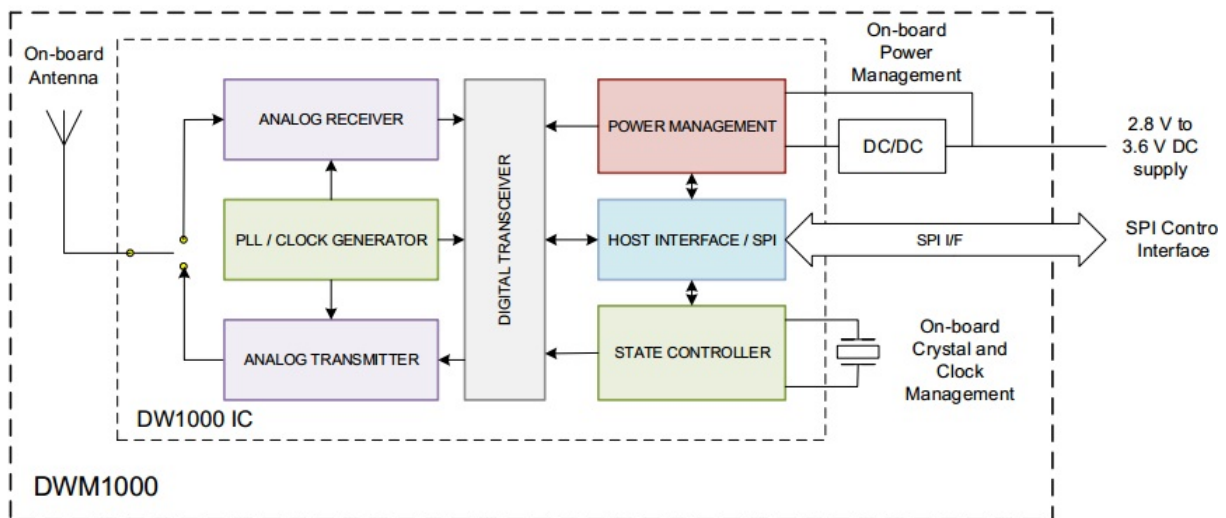 On-board
Antenna
ANALOG RECEIVER
PLL / CLOCK GENERATOR
ANALOG TRANSMITTER
DIGITAL TRANSCEIVER
POWER MANAGEMENT
HOST INTERFACE / SPI
STATE CONTROLLER
On-board
Power
Management
DC/DC
2.8 V to
3.6 V DC
supply
SPI I/F
SPI Contro
Interface
On-board
Crystal and
Clock
Management
DW1000 IC
DWM1000